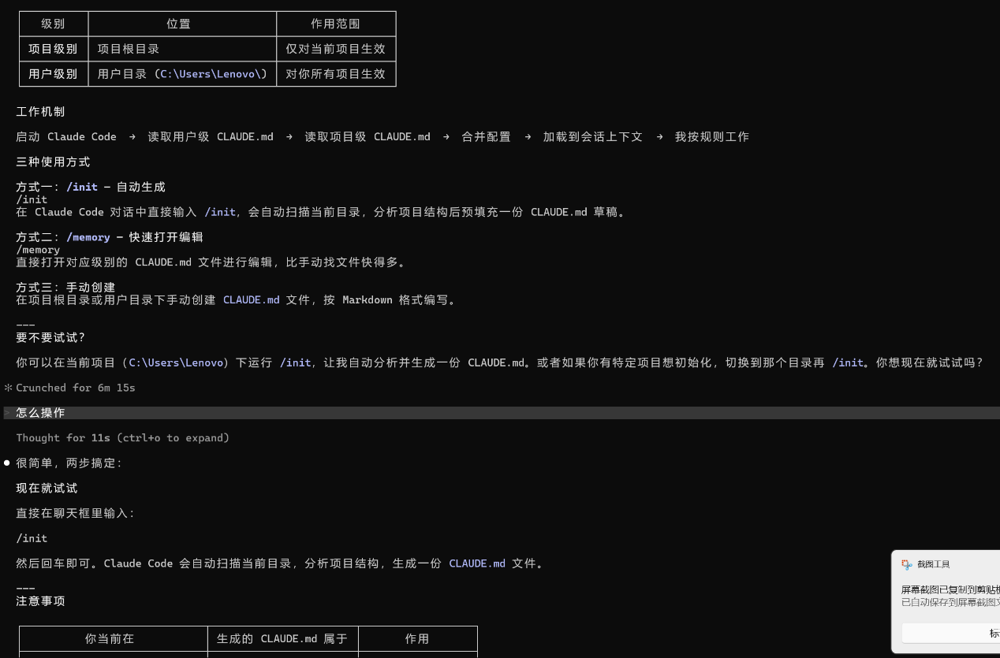 级别 位置 作用范围
项目级别 项目根目录 仅对当前项目生效
用户级别 用户目录 (C:\Users\Lenovo\) 对你所有项目生效
工作机制
启动 Claude Code → 读取用户级 CLAUDE.md → 读取项目级 CLAUDE.md → 合并配置 → 加载到会话上下文 → 我按规则工作
三种使用方式
方式一: /init — 自动生成
/init
在 Claude Code 对话中直接输入 /init，会自动扫描当前目录，分析项目结构后预填充一份 CLAUDE.md 草稿。
方式二: /memory — 快速打开编辑
/memory
直接打开对应级别的 CLAUDE.md 文件进行编辑，比手动找文件快得多。
方式三: 手动创建
在项目根目录或用户目录下手动创建 CLAUDE.md 文件，按 Markdown 格式编写。
---
要不要试试？
你可以在当前项目（C:\Users\Lenovo）下运行 /init，让我自动分析并生成一份 CLAUDE.md。或者如果你有特定项目想初始化，切换到那个目录再 /init。你想现在就试试吗？
✻ Crunched for 6m 15s
> 怎么操作
Thought for 11s (ctrl+o to expand)
● 很简单，两步搞定：
现在就试试
直接在聊天框里输入：
/init
然后回车即可。Claude Code 会自动扫描当前目录，分析项目结构，生成一份 CLAUDE.md 文件。
---
注意事项
你当前在 生成的 CLAUDE.md 属于 作用
截图工具
屏幕截图已复制到剪贴
已自动保存到屏幕截图
标